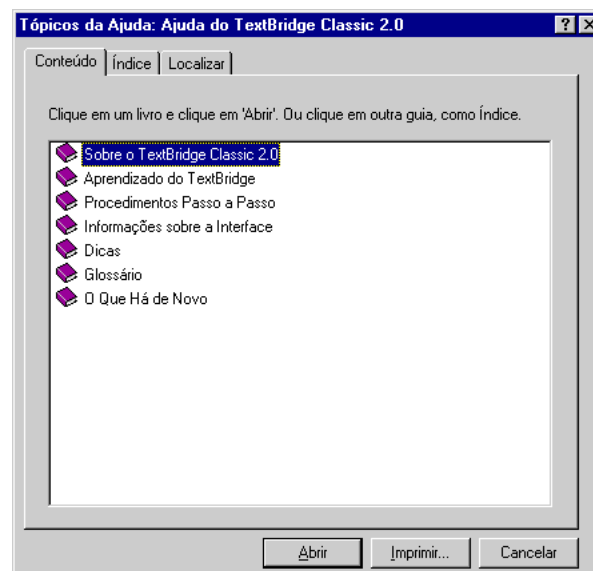 Tópicos da Ajuda: Ajuda do TextBridge Classic 2.0
Conteúdo Índice Localizar
Clique em um livro e clique em 'Abrir'. Ou clique em outra guia, como Índice.
Sobre o TextBridge Classic 2.0
Aprendizado do TextBridge
Procedimentos Passo a Passo
Informações sobre a Interface
Dicas
Glossário
O Que Há de Novo
Abrir Imprimir... Cancelar